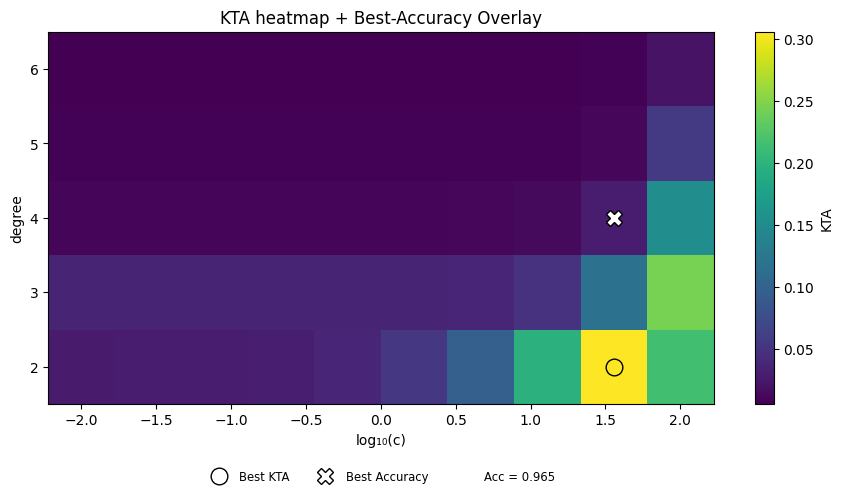 KTA heatmap + Best-Accuracy Overlay
6
5
4
3
2
degree
−2.0 −1.5 −1.0 −0.5 0.0 0.5 1.0 1.5 2.0
log₁₀(c)
0.30
0.25
0.20
0.15
0.10
0.05
KTA
Best KTA Best Accuracy Acc = 0.965